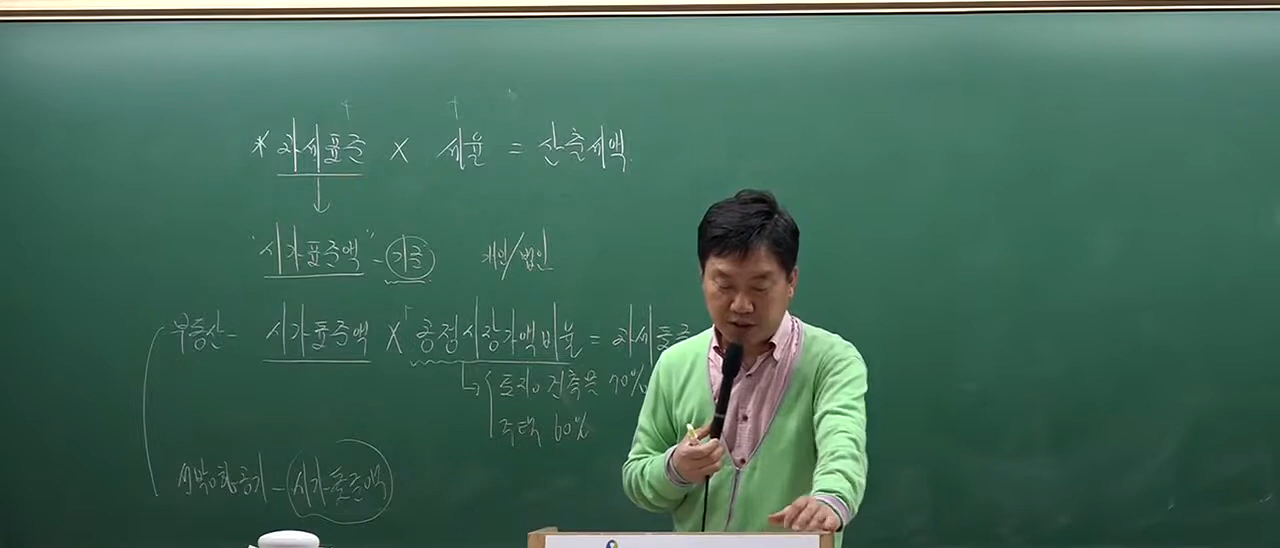 * 과세표준 × 세율 = 산출세액.
"시가표준액" - 기준 개인/법인
부동산 - 시가표준액 × 공정시장가액비율 = 과세표준
토지, 건축물 70%
주택 60%
선박, 항공기 - 시가표준액